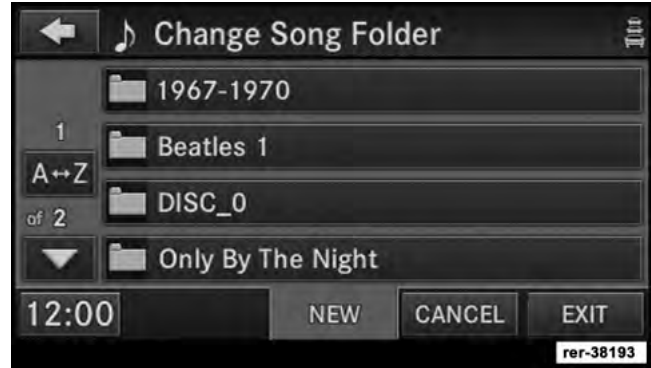 Change Song Folder
1967-1970
1
Beatles 1
A↔Z
DISC_0
of 2
Only By The Night
12:00 NEW CANCEL EXIT
rer-38193